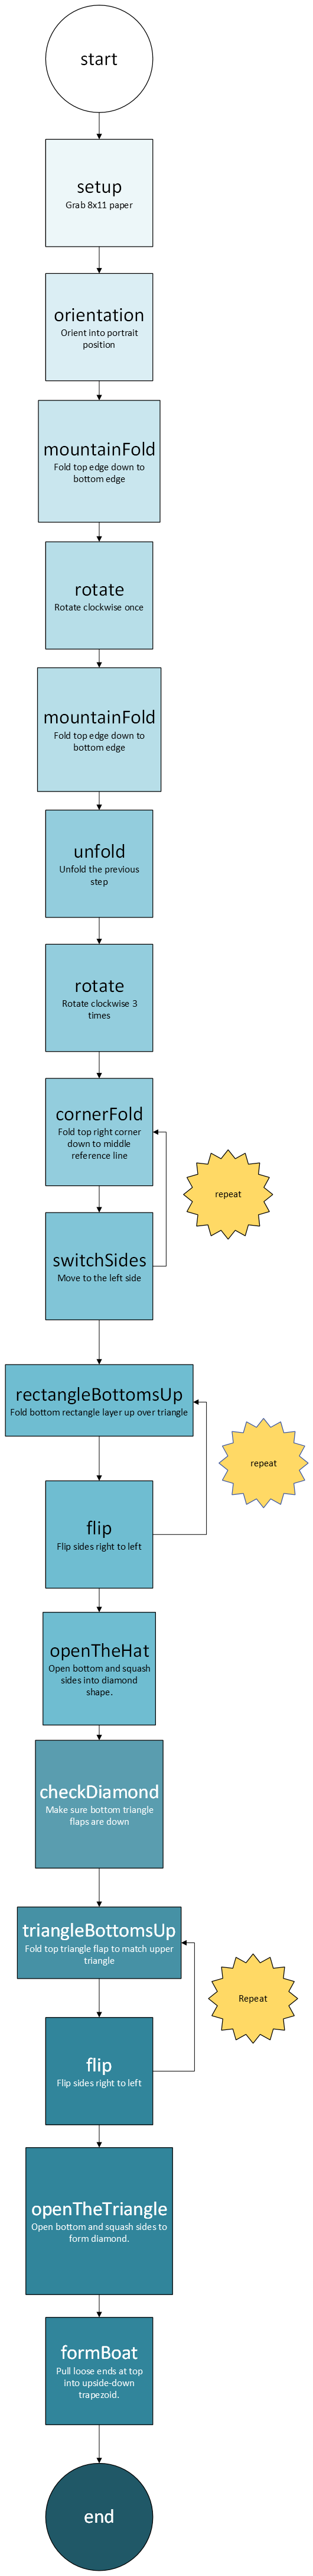 start
setup
Grab 8x11 paper
orientation
Orient into portrait
position
mountainFold
Fold top edge down to
bottom edge
rotate
Rotate clockwise once
mountainFold
Fold top edge down to
bottom edge
unfold
Unfold the previous
step
rotate
Rotate clockwise 3
times
cornerFold
Fold top right corner
down to middle
reference line
repeat
switchSides
Move to the left side
rectangleBottomsUp
Fold bottom rectangle layer up over triangle
repeat
flip
Flip sides right to left
openTheHat
Open bottom and squash
sides into diamond
shape.
checkDiamond
Make sure bottom triangle
flaps are down
triangleBottomsUp
Fold top triangle flap to match upper
triangle
Repeat
flip
Flip sides right to left
openTheTriangle
Open bottom and squash sides to
form diamond.
formBoat
Pull loose ends at top
into upside-down
trapezoid.
end